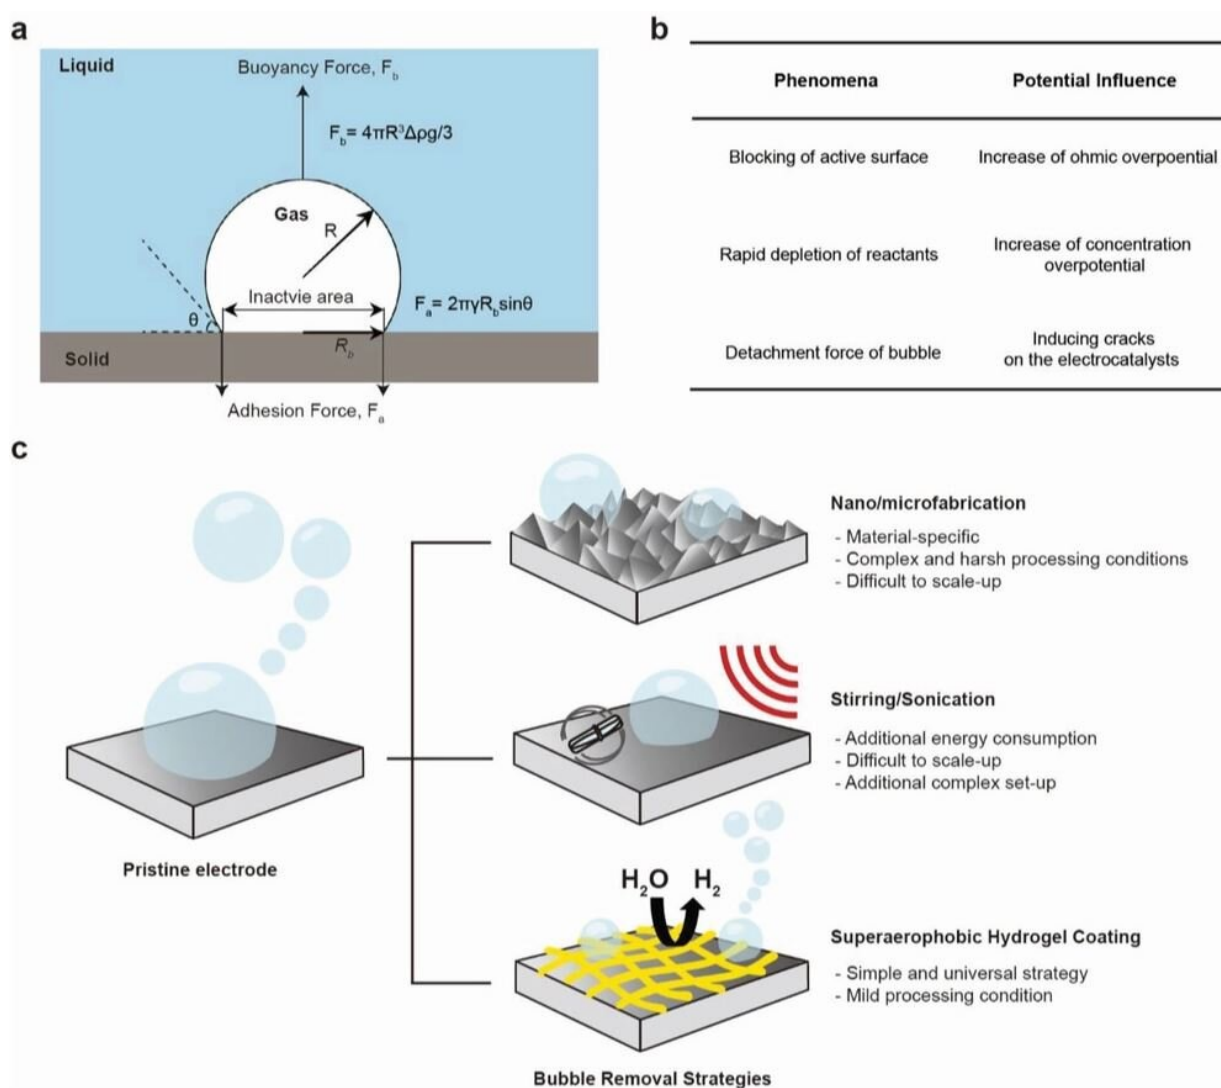 a
Liquid
Buoyancy Force, F_b
F_b= 4πR³Δρg/3
Gas
R
Inactvie area
F_a= 2πγR_bsinθ
θ
R_b
Solid
Adhesion Force, F_a
b
Phenomena
Potential Influence
Blocking of active surface
Increase of ohmic overpoential
Rapid depletion of reactants
Increase of concentration
overpotential
Detachment force of bubble
Inducing cracks
on the electrocatalysts
c
Pristine electrode
Nano/microfabrication
- Material-specific
- Complex and harsh processing conditions
- Difficult to scale-up
Stirring/Sonication
- Additional energy consumption
- Difficult to scale-up
- Additional complex set-up
H₂O H₂
Superaerophobic Hydrogel Coating
- Simple and universal strategy
- Mild processing condition
Bubble Removal Strategies